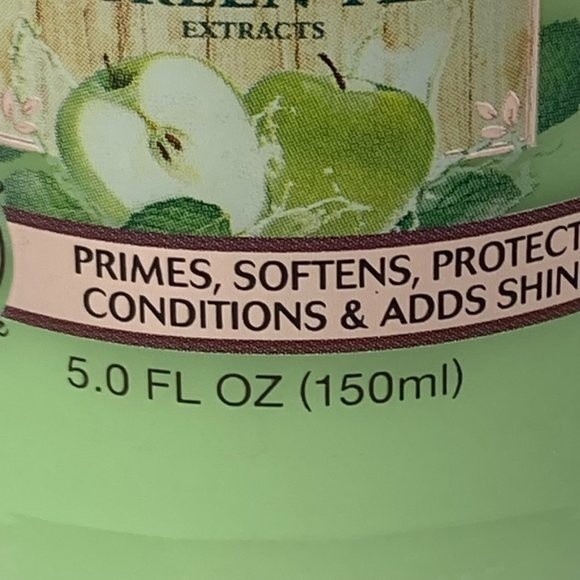 EXTRACTS
PRIMES, SOFTENS, PROTECT
CONDITIONS & ADDS SHIN
5.0 FL OZ (150ml)